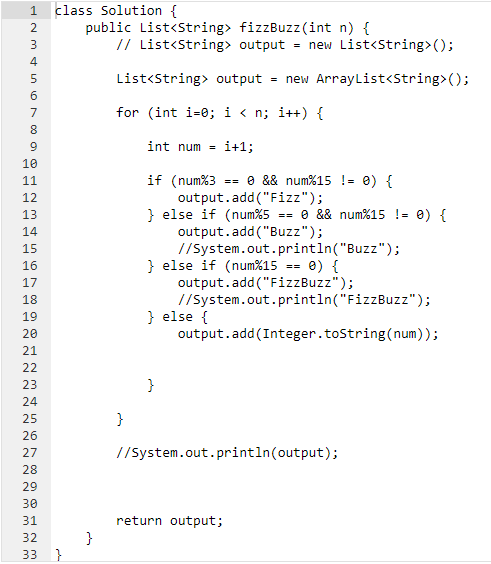 1 class Solution {
2     public List<String> fizzBuzz(int n) {
3         // List<String> output = new List<String>();
4
5         List<String> output = new ArrayList<String>();
6
7         for (int i=0; i < n; i++) {
8
9             int num = i+1;
10
11             if (num%3 == 0 && num%15 != 0) {
12                 output.add("Fizz");
13             } else if (num%5 == 0 && num%15 != 0) {
14                 output.add("Buzz");
15                 //System.out.println("Buzz");
16             } else if (num%15 == 0) {
17                 output.add("FizzBuzz");
18                 //System.out.println("FizzBuzz");
19             } else {
20                 output.add(Integer.toString(num));
21
22
23             }
24
25         }
26
27         //System.out.println(output);
28
29
30
31         return output;
32     }
33 }